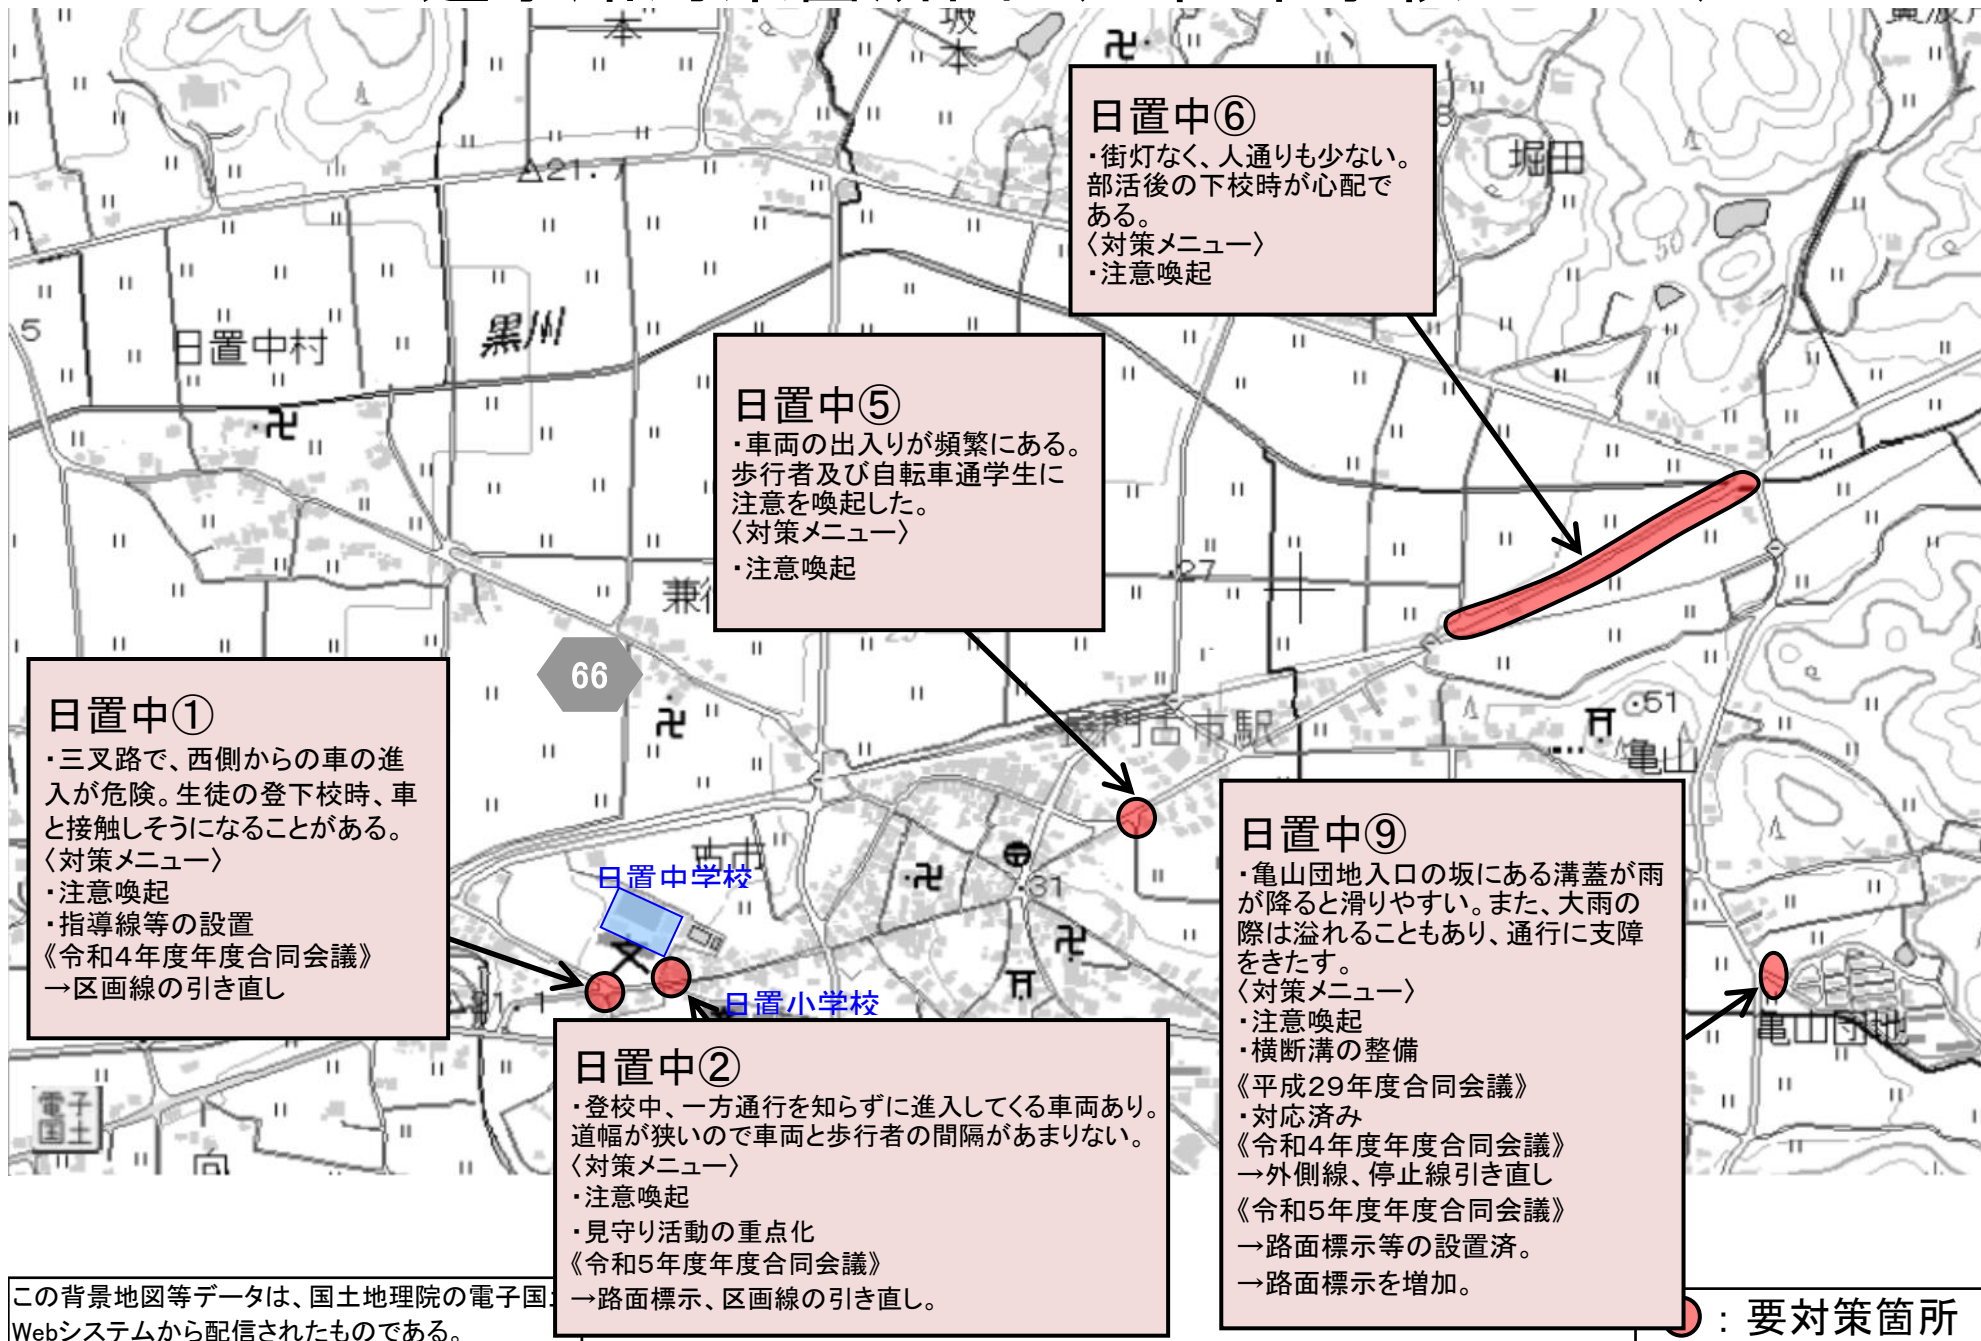 本
坂
本
堀田
日置中⑥
・街灯なく、人通りも少ない。
部活後の下校時が心配で
ある。
〈対策メニュー〉
・注意喚起
21.7
50
5
日置中村
黒川
日置中⑤
・車両の出入りが頻繁にある。
歩行者及び自転車通学生に
注意を喚起した。
〈対策メニュー〉
・注意喚起
27
66
日置中①
・三叉路で、西側からの車の進
入が危険。生徒の登下校時、車
と接触しそうになることがある。
〈対策メニュー〉
・注意喚起
・指導線等の設置
《令和4年度年度合同会議》
→区画線の引き直し
51
亀山
古市
日置中学校
31
日置小学校
日置中⑨
・亀山団地入口の坂にある溝蓋が雨
が降ると滑りやすい。また、大雨の
際は溢れることもあり、通行に支障
をきたす。
〈対策メニュー〉
・注意喚起
・横断溝の整備
《平成29年度合同会議》
・対応済み
《令和4年度年度合同会議》
→外側線、停止線引き直し
《令和5年度年度合同会議》
→路面標示等の設置済。
→路面標示を増加。
亀山団地
日置中②
・登校中、一方通行を知らずに進入してくる車両あり。
道幅が狭いので車両と歩行者の間隔があまりない。
〈対策メニュー〉
・注意喚起
・見守り活動の重点化
《令和5年度年度合同会議》
→路面標示、区画線の引き直し。
電子
国土
この背景地図等データは、国土地理院の電子国
Webシステムから配信されたものである。
：要対策箇所